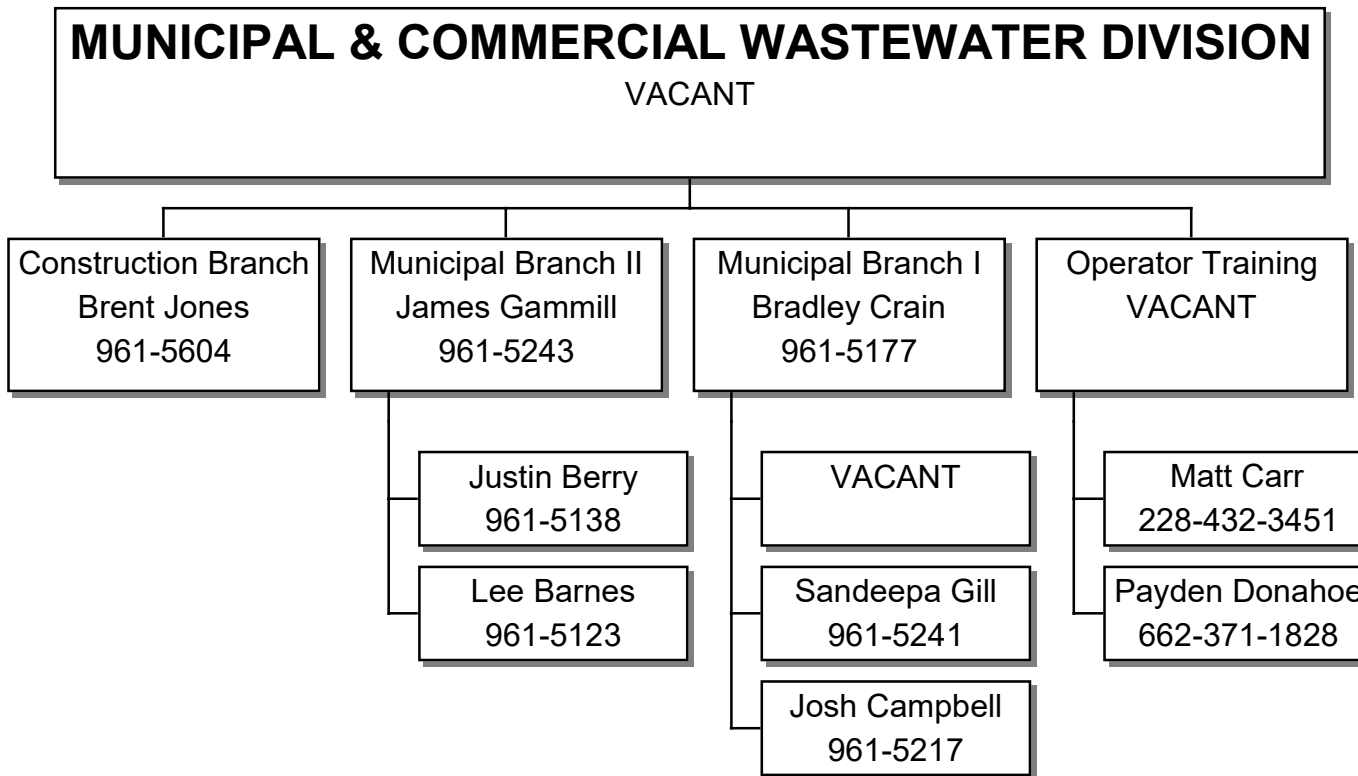 MUNICIPAL & COMMERCIAL WASTEWATER DIVISION
VACANT
Construction Branch
Brent Jones
961-5604
Municipal Branch II
James Gammill
961-5243
Justin Berry
961-5138
Lee Barnes
961-5123
Municipal Branch I
Bradley Crain
961-5177
VACANT
Sandeepa Gill
961-5241
Josh Campbell
961-5217
Operator Training
VACANT
Matt Carr
228-432-3451
Payden Donahoe
662-371-1828